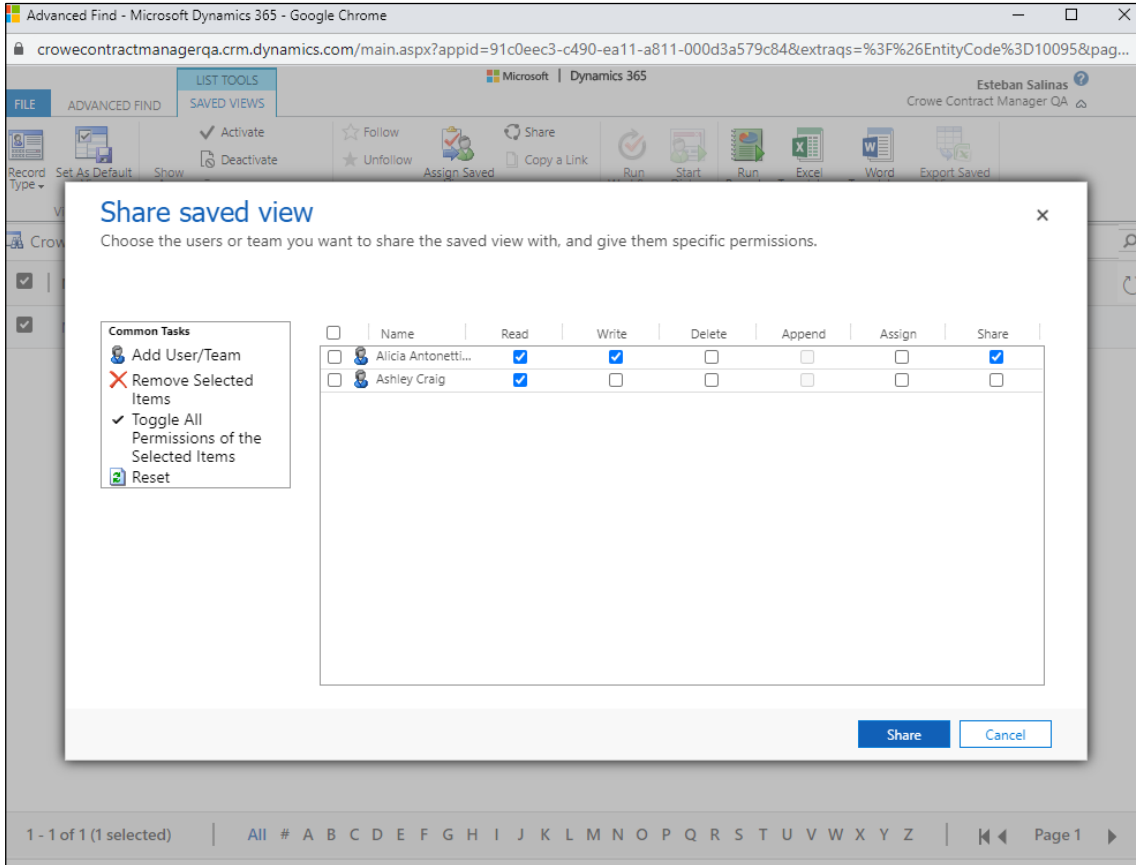 Advanced Find - Microsoft Dynamics 365 - Google Chrome
crowecontractmanagerqa.crm.dynamics.com/main.aspx?appid=91c0eec3-c490-ea11-a811-000d3a579c84&extraqs=%3F%26EntityCode%3D10095&pag...
LIST TOOLS
Microsoft | Dynamics 365
Esteban Salinas
FILE ADVANCED FIND SAVED VIEWS
Crowe Contract Manager QA
Activate Follow Share
Deactivate Unfollow Copy a Link
Record Type Set As Default Show Assign Saved Run Start Run Excel Word Export Saved
Share saved view
Choose the users or team you want to share the saved view with, and give them specific permissions.
Crow
Common Tasks
Add User/Team
Remove Selected
Items
Toggle All
Permissions of the
Selected Items
Reset
Name Read Write Delete Append Assign Share
Alicia Antonetti...
Ashley Craig
Share Cancel
1 - 1 of 1 (1 selected) All # A B C D E F G H I J K L M N O P Q R S T U V W X Y Z Page 1